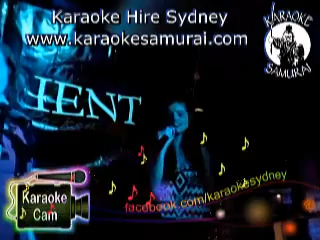 Karaoke Hire Sydney
www.karaokesamurai.com
KARAOKE
SAMURAI
IENT
Karaoke
Cam
facebook.com/karaokesydney